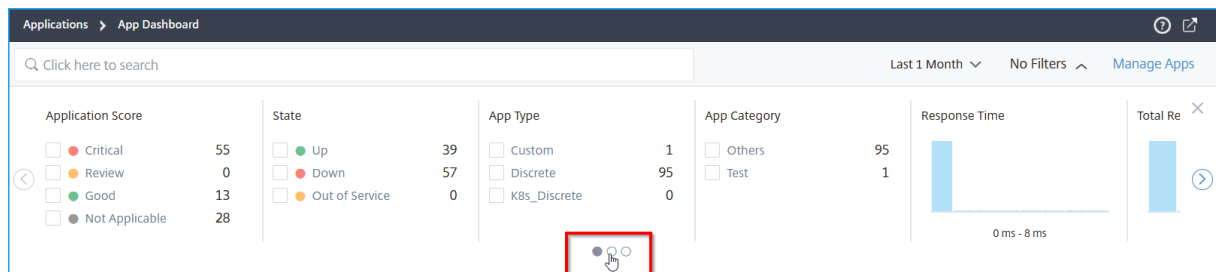 Applications > App Dashboard
Click here to search
Last 1 Month
No Filters
Manage Apps
Application Score
Critical 55
Review 0
Good 13
Not Applicable 28
State
Up 39
Down 57
Out of Service 0
App Type
Custom 1
Discrete 95
K8s_Discrete 0
App Category
Others 95
Test 1
Response Time
0 ms - 8 ms
Total Re